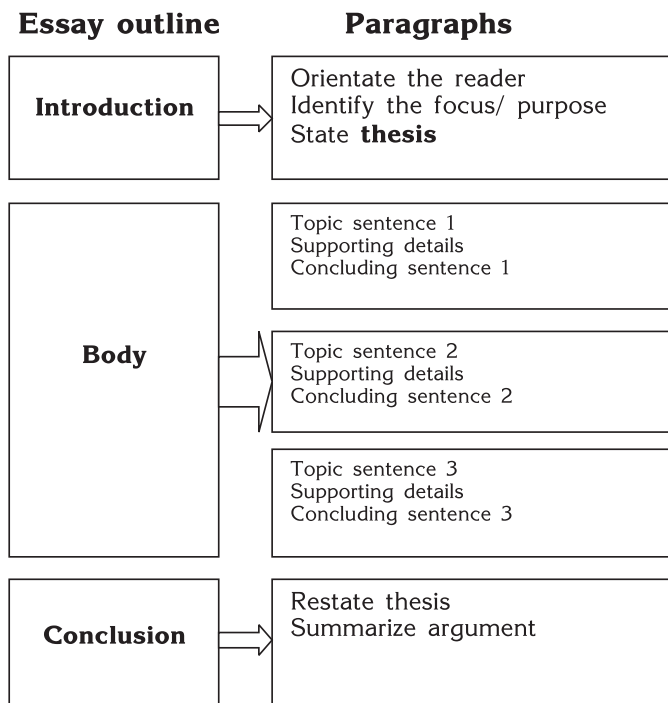 Essay outline
Paragraphs
Introduction
Orientate the reader
Identify the focus/ purpose
State thesis
Body
Topic sentence 1
Supporting details
Concluding sentence 1
Topic sentence 2
Supporting details
Concluding sentence 2
Topic sentence 3
Supporting details
Concluding sentence 3
Conclusion
Restate thesis
Summarize argument